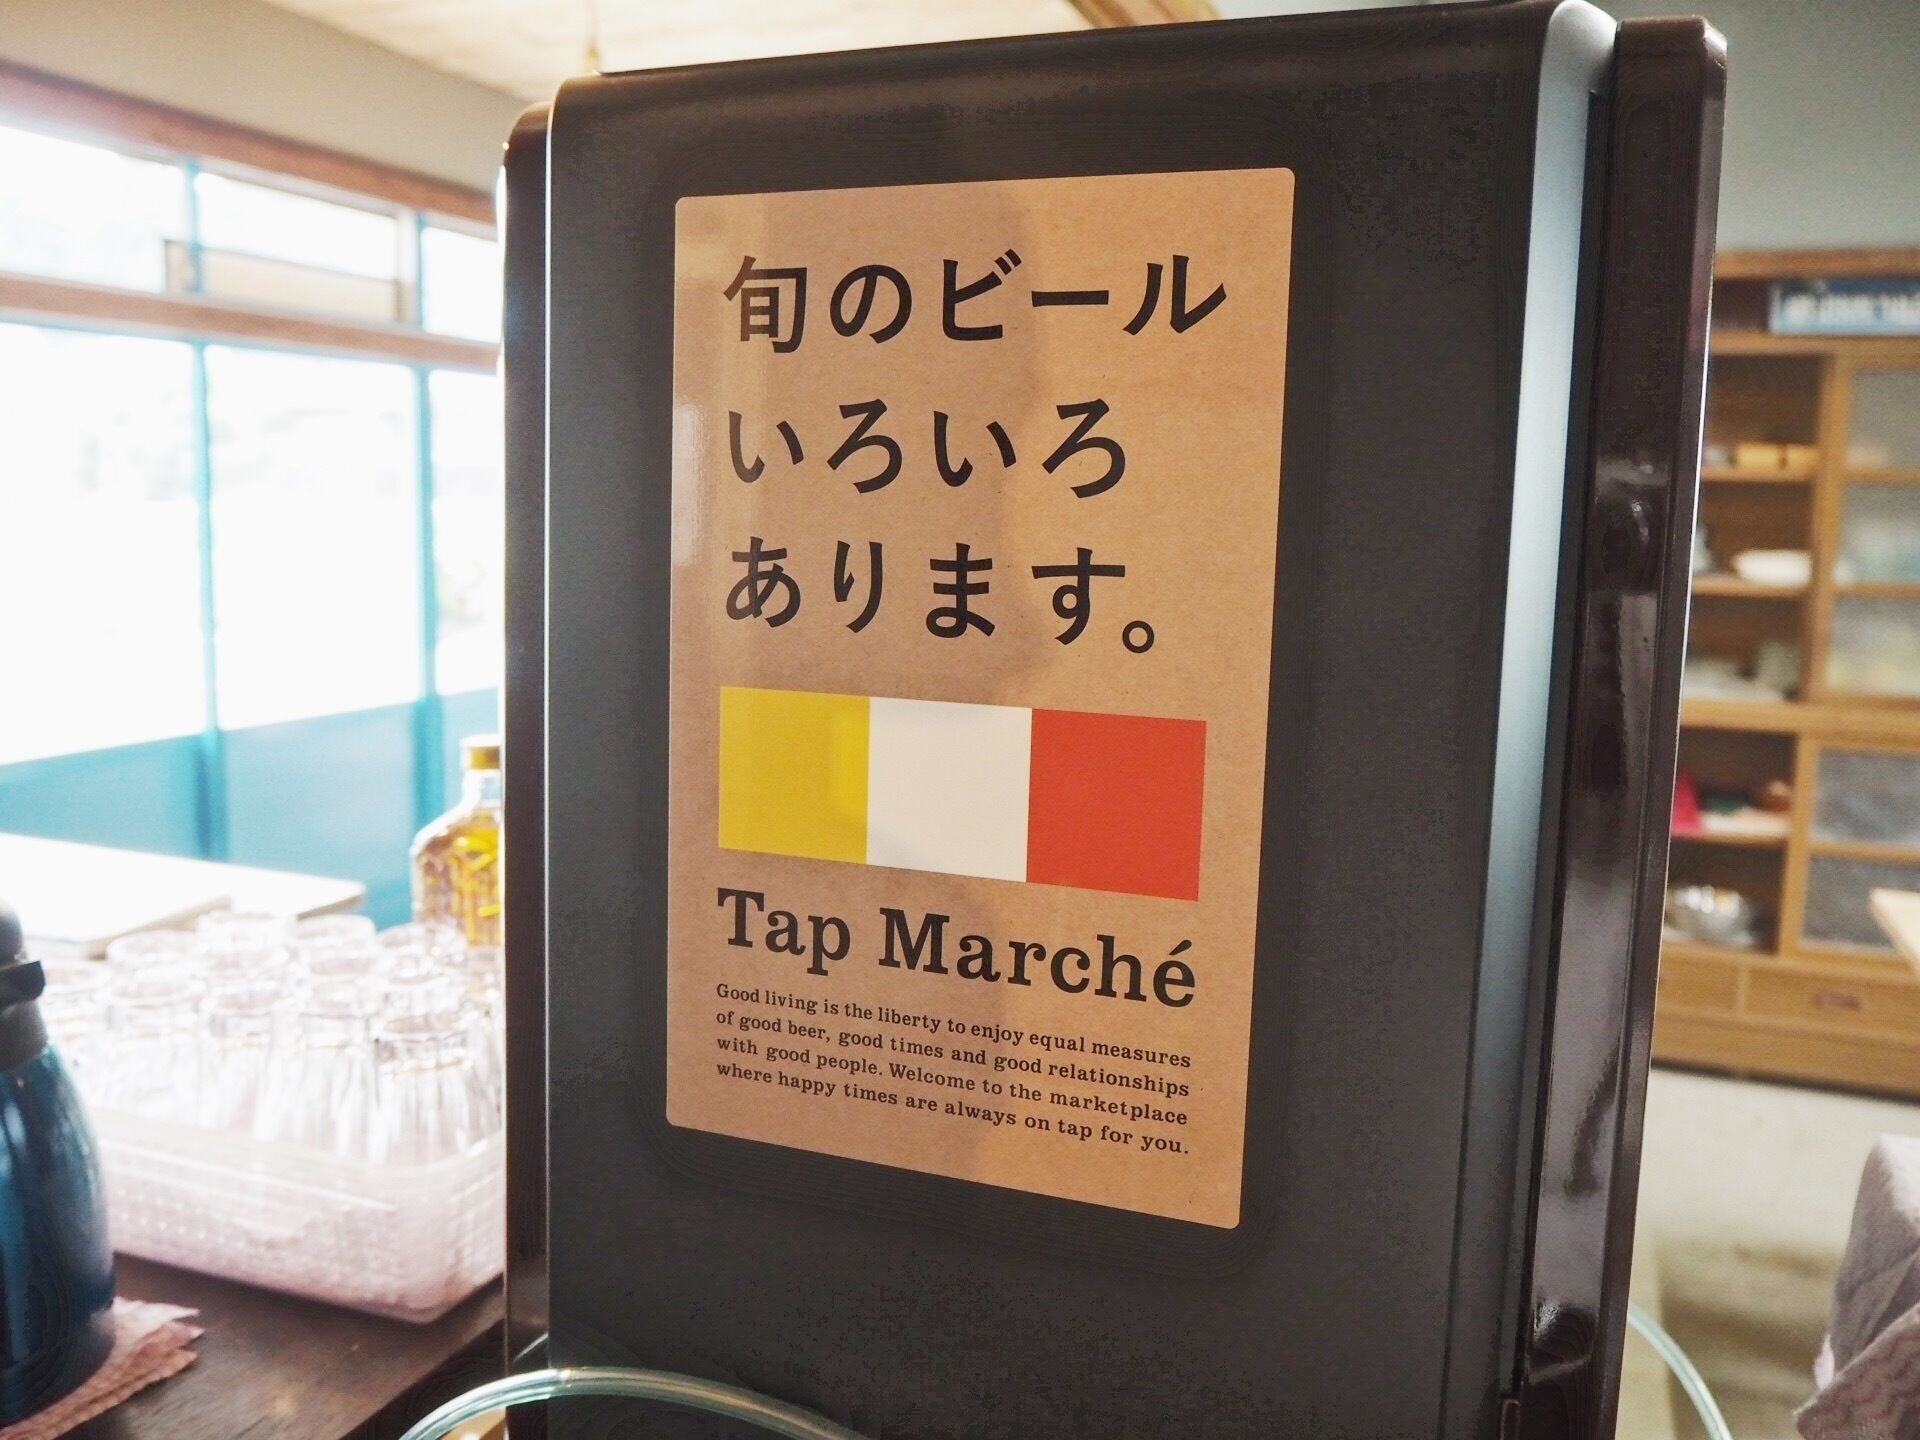 旬のビール
いろいろ
あります。
Tap Marché
Good living is the liberty to enjoy equal measures
of good beer, good times and good relationships
with good people. Welcome to the marketplace
where happy times are always on tap for you.